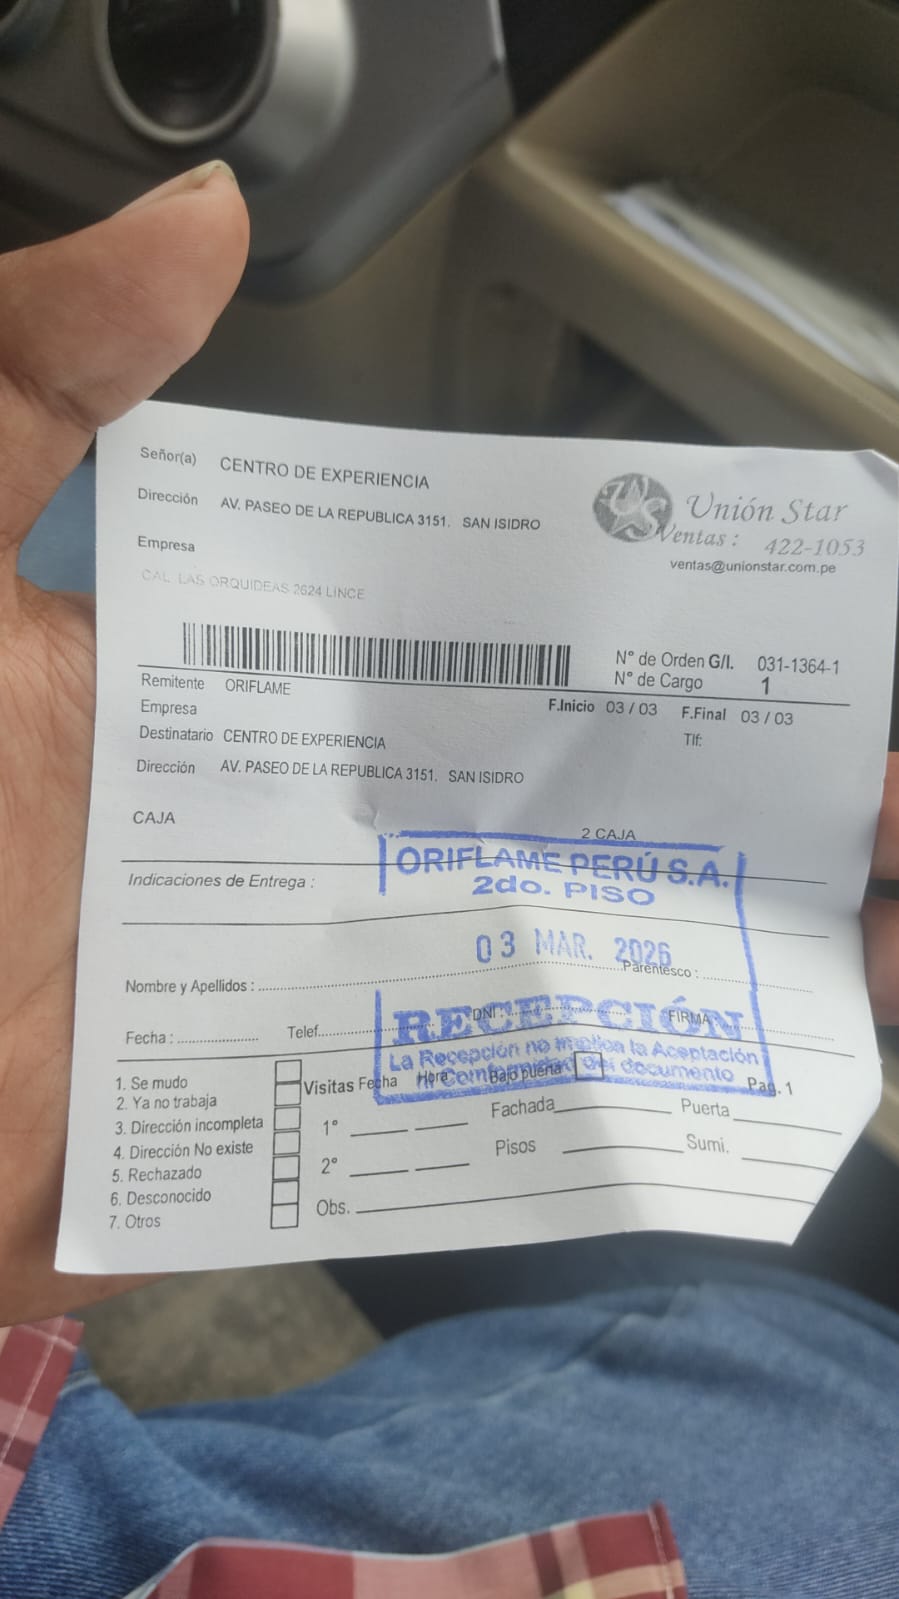 Señor(a) CENTRO DE EXPERIENCIA
Dirección AV. PASEO DE LA REPUBLICA 3151. SAN ISIDRO
Empresa
CAL. LAS ORQUIDEAS 2624 LINCE
US
Unión Star
Ventas : 422-1053
ventas@unionstar.com.pe
N° de Orden G/I. 031-1364-1
N° de Cargo 1
Remitente ORIFLAME
Empresa
F.Inicio 03 / 03 F.Final 03 / 03
Destinatario CENTRO DE EXPERIENCIA
Tlf:
Dirección AV. PASEO DE LA REPUBLICA 3151. SAN ISIDRO
CAJA
2 CAJA
ORIFLAME PERÚ S.A.
2do. PISO
Indicaciones de Entrega :
03 MAR. 2026
Nombre y Apellidos : Parentesco :
RECEPCIÓN
Fecha : Telef. DNI : FIRMA
La Recepción no implica la Aceptación
ni Conformidad del documento
Visitas Fecha Hora Bajo puerta Pag. 1
1. Se mudo
2. Ya no trabaja
3. Dirección incompleta
4. Dirección No existe
5. Rechazado
6. Desconocido
7. Otros
1° Fachada Puerta
2° Pisos Sumi.
Obs.